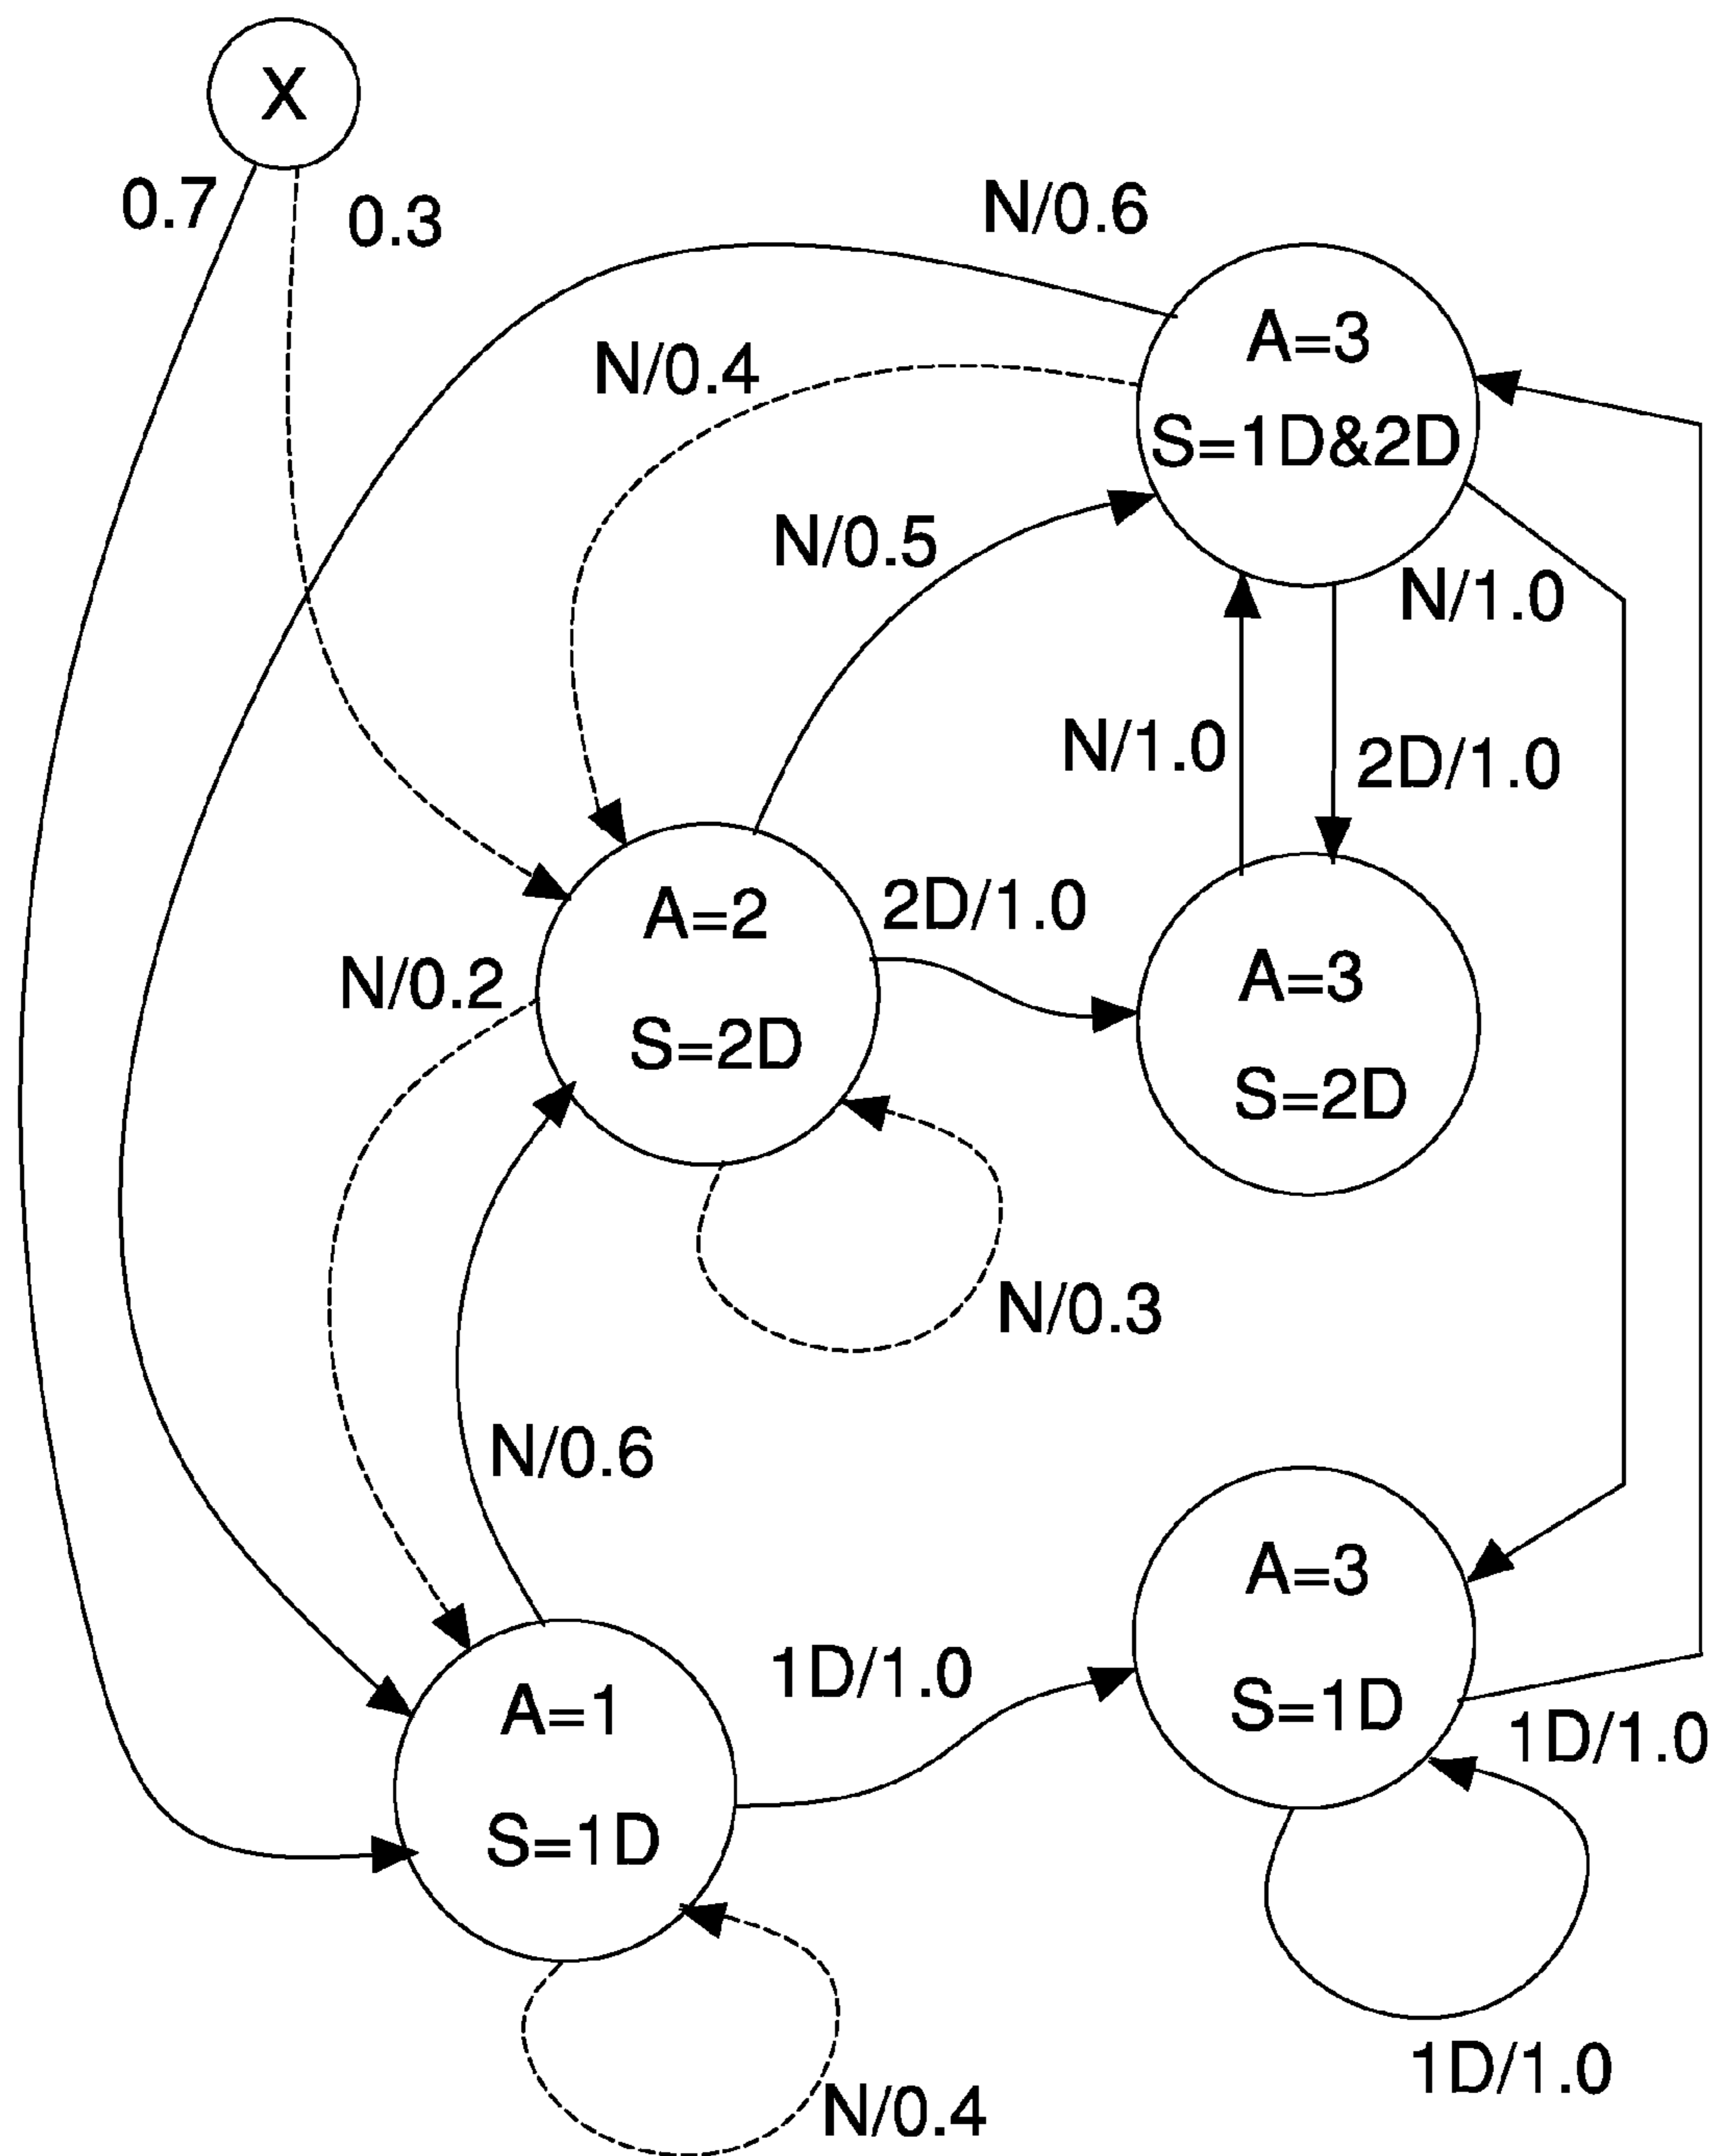 X
0.7
0.3
N/0.6
A=3
S=1D&2D
N/0.4
N/0.5
N/1.0
N/1.0
2D/1.0
A=2
S=2D
2D/1.0
A=3
S=2D
N/0.2
N/0.3
N/0.6
A=3
S=1D
1D/1.0
A=1
S=1D
1D/1.0
1D/1.0
N/0.4